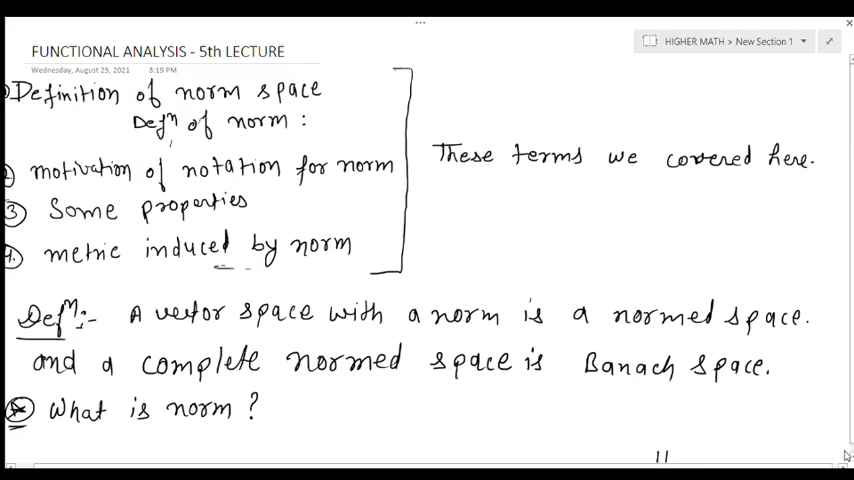 FUNCTIONAL ANALYSIS - 5th LECTURE
HIGHER MATH > New Section 1
Wednesday, August 25, 2021 3:19 PM
Definition of norm space
Defⁿ of norm :
motivation of notation for norm
These terms we covered here.
③ Some properties
4. metric induced by norm
Defⁿ:- A vector space with a norm is a normed space.
and a complete normed space is Banach space.
What is norm ?